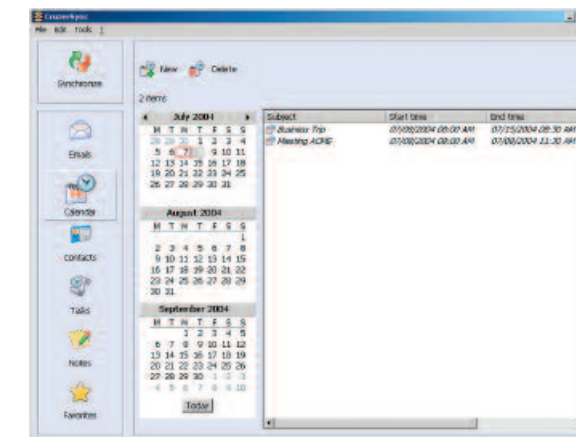 CruzerSync
File Edit Tools ?
Synchronize
New Delete
2 items
Emails
Calendar
Contacts
Tasks
Notes
Favorites
July 2004
M T W T F S S
28 29 30 1 2 3 4
5 6 7 8 9 10 11
12 13 14 15 16 17 18
19 20 21 22 23 24 25
26 27 28 29 30 31
August 2004
M T W T F S S
1
2 3 4 5 6 7 8
9 10 11 12 13 14 15
16 17 18 19 20 21 22
23 24 25 26 27 28 29
30 31
September 2004
M T W T F S S
1 2 3 4 5
6 7 8 9 10 11 12
13 14 15 16 17 18 19
20 21 22 23 24 25 26
27 28 29 30 1 2 3
4 5 6 7 8 9 10
Today
Subject Start time End time
Business Trip 07/08/2004 08:00 AM 07/15/2004 08:30 AM
Meeting ACME 07/08/2004 08:00 AM 07/08/2004 11:30 AM